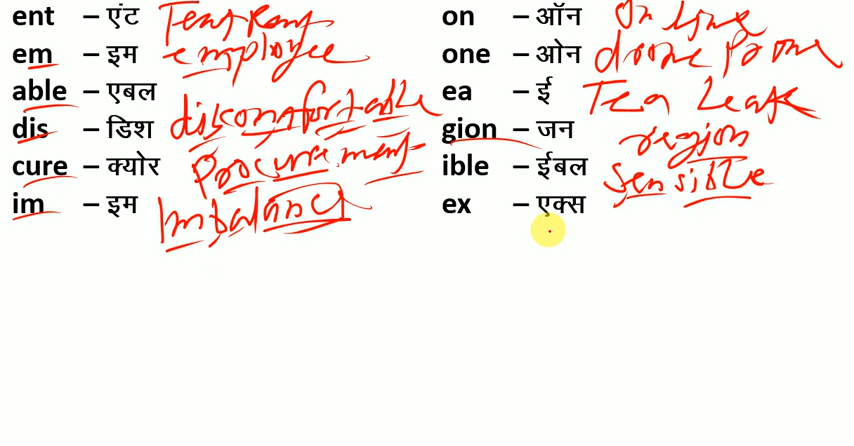 ent – एंट Tent Rent
em – इम employee
able – एबल
dis – डिश discomfortable
cure – क्योर Procurement
im – इम Imbalance
on – ऑन On line
one – ओन drone Prone
ea – ई Tea Leak
gion – जन region
ible – ईबल Sensible
ex – एक्स